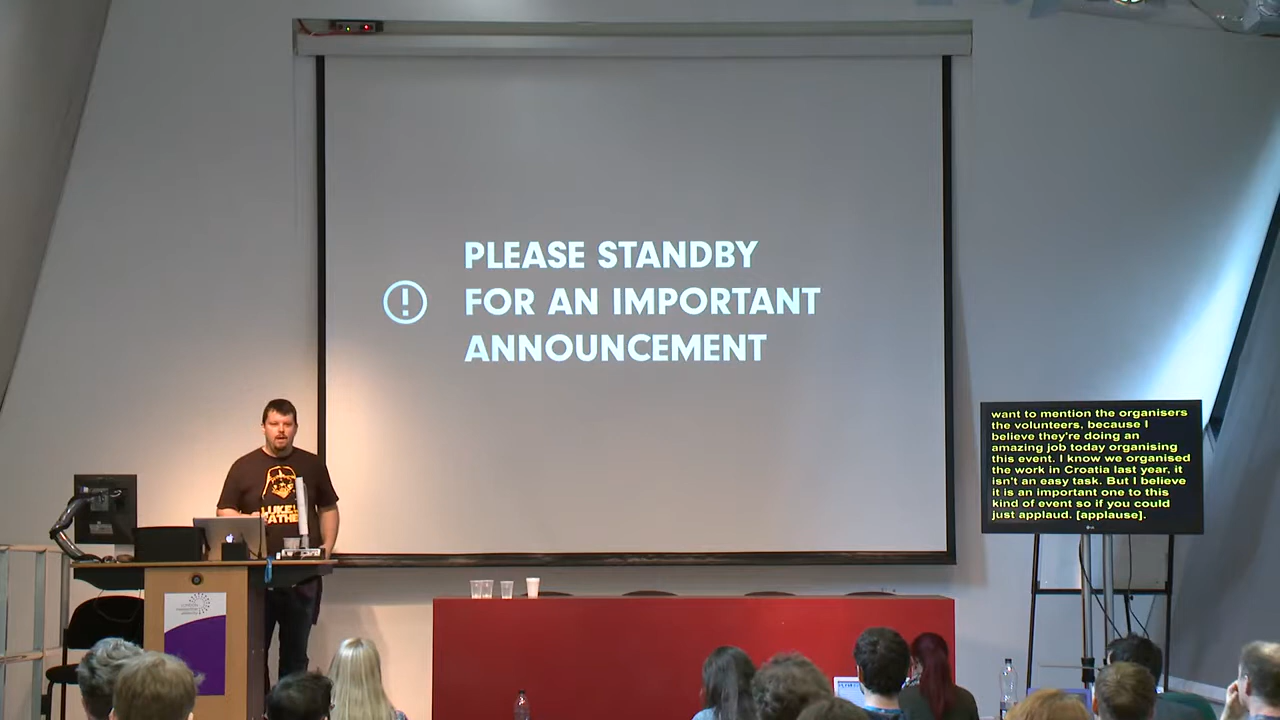 PLEASE STANDBY
FOR AN IMPORTANT
ANNOUNCEMENT
want to mention the organisers
the volunteers, because I
believe they're doing an
amazing job today organising
this event. I know we organised
the work in Croatia last year, it
isn't an easy task. But I believe
it is an important one to this
kind of event so if you could
just applaud. [applause].
LONDON
METROPOLITAN
UNIVERSITY